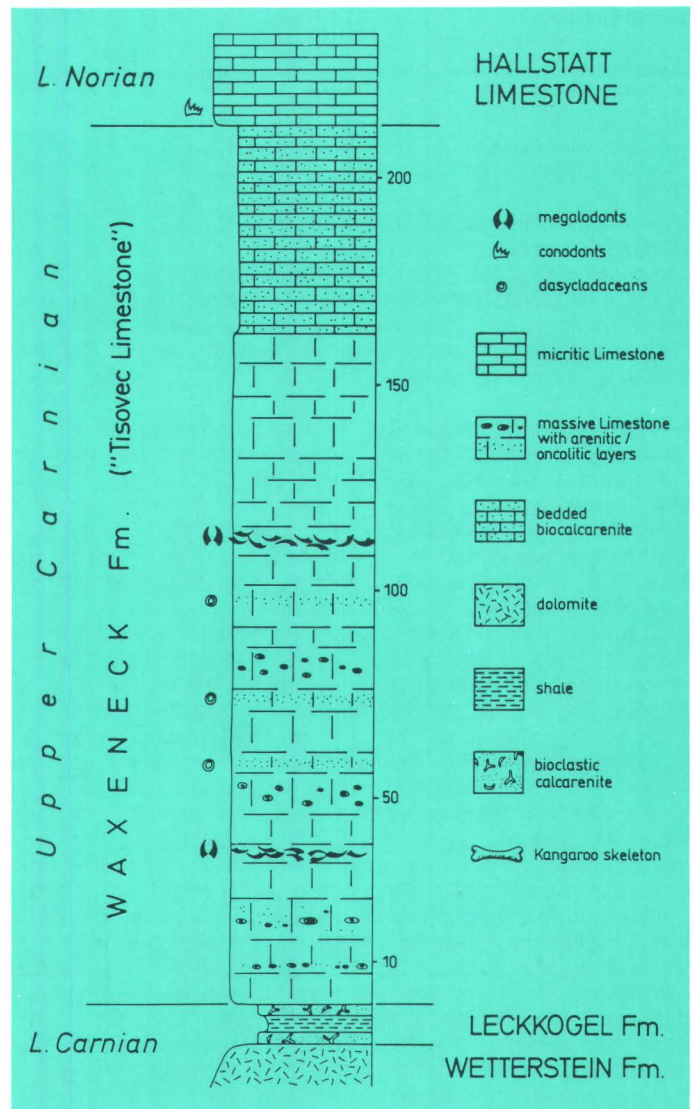 L. Norian
HALLSTATT
LIMESTONE
200
150
100
50
10
Upper Carnian
WAXENECK Fm. ("Tisovec Limestone")
megalodonts
conodonts
dasycladaceans
micritic Limestone
massive Limestone
with arenitic /
oncolitic layers
bedded
biocalcarenite
dolomite
shale
bioclastic
calcarenite
Kangaroo skeleton
L. Carnian
LECKKOGEL Fm.
WETTERSTEIN Fm.